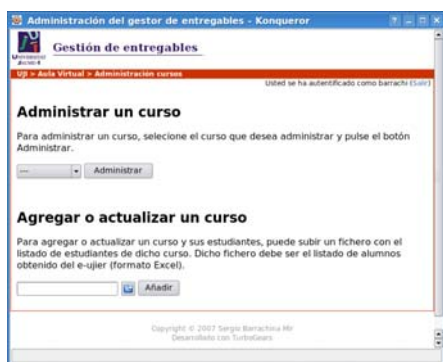 Administración del gestor de entregables - Konqueror
Gestión de entregables
UNIVERSITAT
JAUME·I
UJI > Aula Virtual > Administración cursos
Usted se ha autentificado como barrachi (Salir)
Administrar un curso
Para administrar un curso, selecione el curso que desea administrar y pulse el botón
Administrar.
---
Administrar
Agregar o actualizar un curso
Para agregar o actualizar un curso y sus estudiantes, puede subir un fichero con el
listado de estudiantes de dicho curso. Dicho fichero debe ser el listado de alumnos
obtenido del e-ujier (formato Excel).
Añadir
Copyright © 2007 Sergio Barrachina Mir
Desarrollado con TurboGears